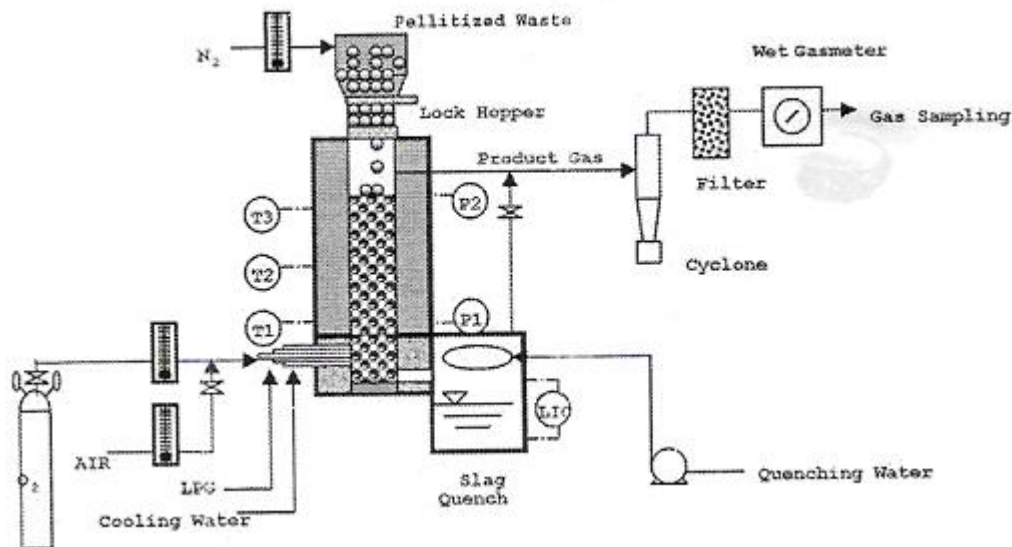 Pellitized Waste
N2
Wet Gasmeter
Lock Hopper
Gas Sampling
Product Gas
Filter
T3
P2
Cyclone
T2
T1
P1
LIC
AIR
Quenching Water
O2
LPG
Slag
Quench
Cooling Water